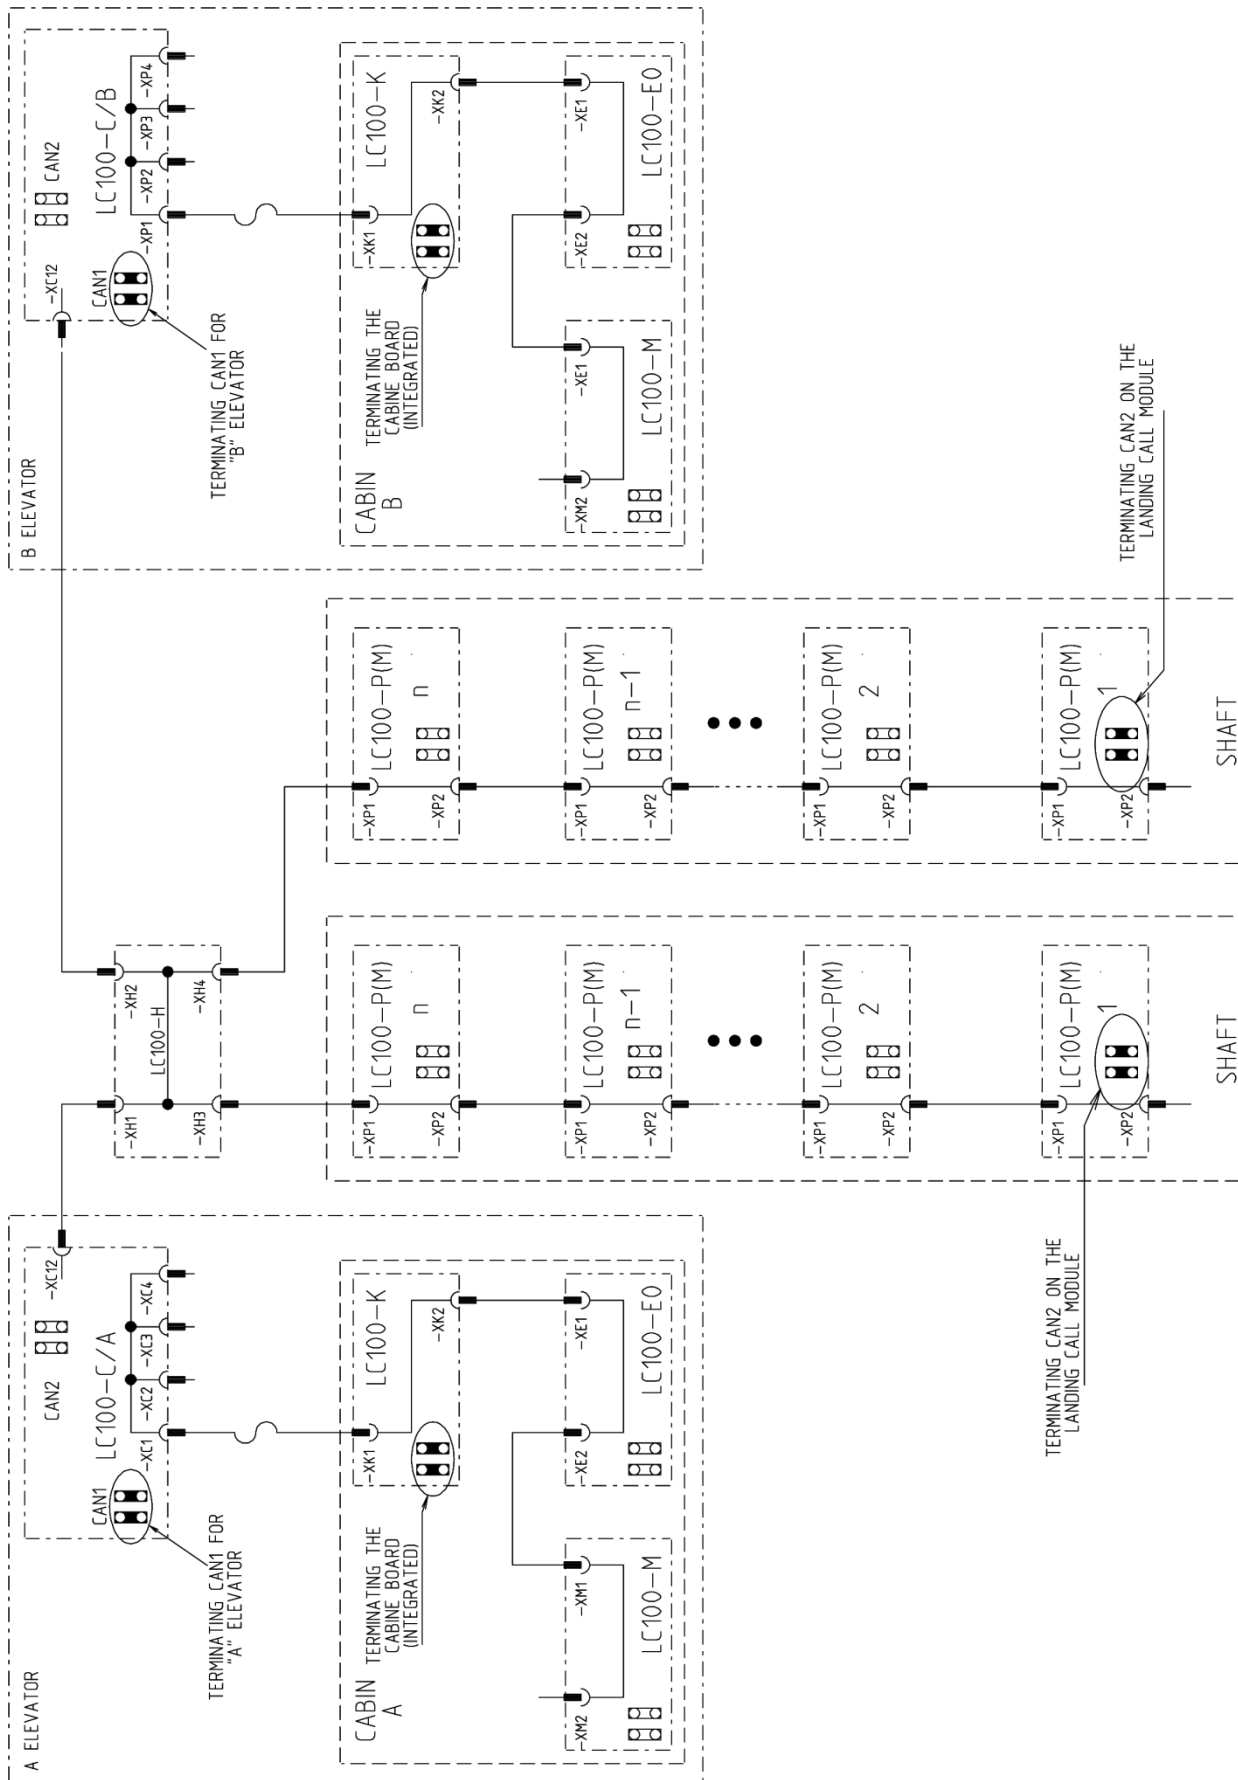 A ELEVATOR
CAN2
CAN1
LC100-C/A
-XC12
-XC1
-XC2
-XC3
-XC4
TERMINATING CAN1 FOR
"A" ELEVATOR
CABIN
A
TERMINATING THE
CABINE BOARD
(INTEGRATED)
-XK1
LC100-K
-XK2
-XM2
-XM1
LC100-M
-XE2
-XE1
LC100-E0
-XH1
-XH2
LC100-H
-XH3
-XH4
-XP1
LC100-P(M)
n
-XP2
-XP1
LC100-P(M)
n-1
-XP2
-XP1
LC100-P(M)
2
-XP2
-XP1
LC100-P(M)
1
-XP2
SHAFT
TERMINATING CAN2 ON THE
LANDING CALL MODULE
-XP1
LC100-P(M)
n
-XP2
-XP1
LC100-P(M)
n-1
-XP2
-XP1
LC100-P(M)
2
-XP2
-XP1
LC100-P(M)
1
-XP2
SHAFT
TERMINATING CAN2 ON THE
LANDING CALL MODULE
B ELEVATOR
-XC12
CAN2
CAN1
LC100-C/B
-XP1
-XP2
-XP3
-XP4
TERMINATING CAN1 FOR
"B" ELEVATOR
CABIN
B
TERMINATING THE
CABINE BOARD
(INTEGRATED)
-XK1
LC100-K
-XK2
-XM2
-XE1
LC100-M
-XE2
-XE1
LC100-E0